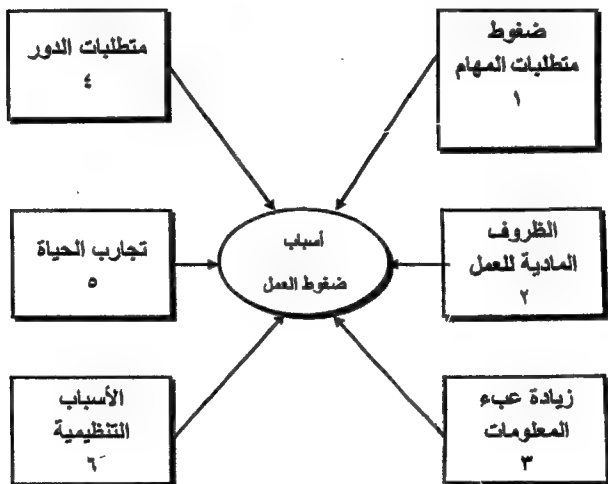 ضغوط
متطلبات المهام
١
الظروف
المادية للعمل
٢
زيادة عبء
المعلومات
٣
متطلبات الدور
٤
تجارب الحياة
٥
الأسباب
التنظيمية
٦
أسباب
ضغوط العمل